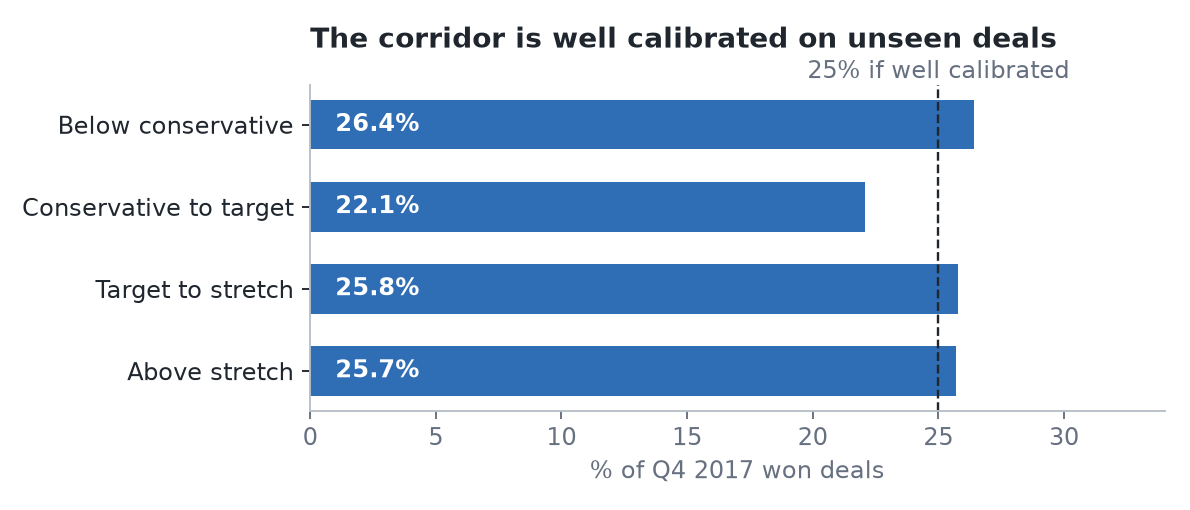 The corridor is well calibrated on unseen deals
25% if well calibrated
Below conservative
26.4%
Conservative to target
22.1%
Target to stretch
25.8%
Above stretch
25.7%
0 5 10 15 20 25 30
% of Q4 2017 won deals